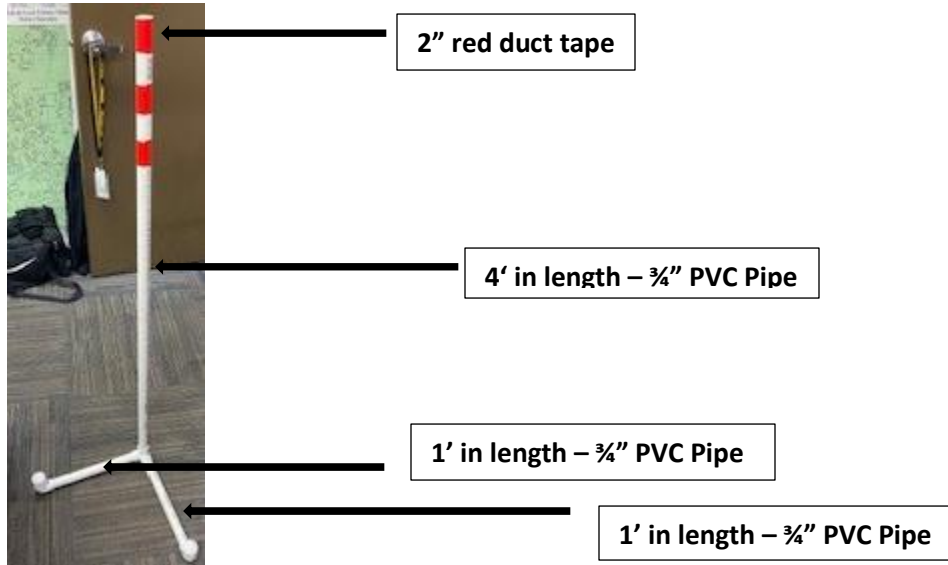 2” red duct tape
4‘ in length – ¾” PVC Pipe
1’ in length – ¾” PVC Pipe
1’ in length – ¾” PVC Pipe